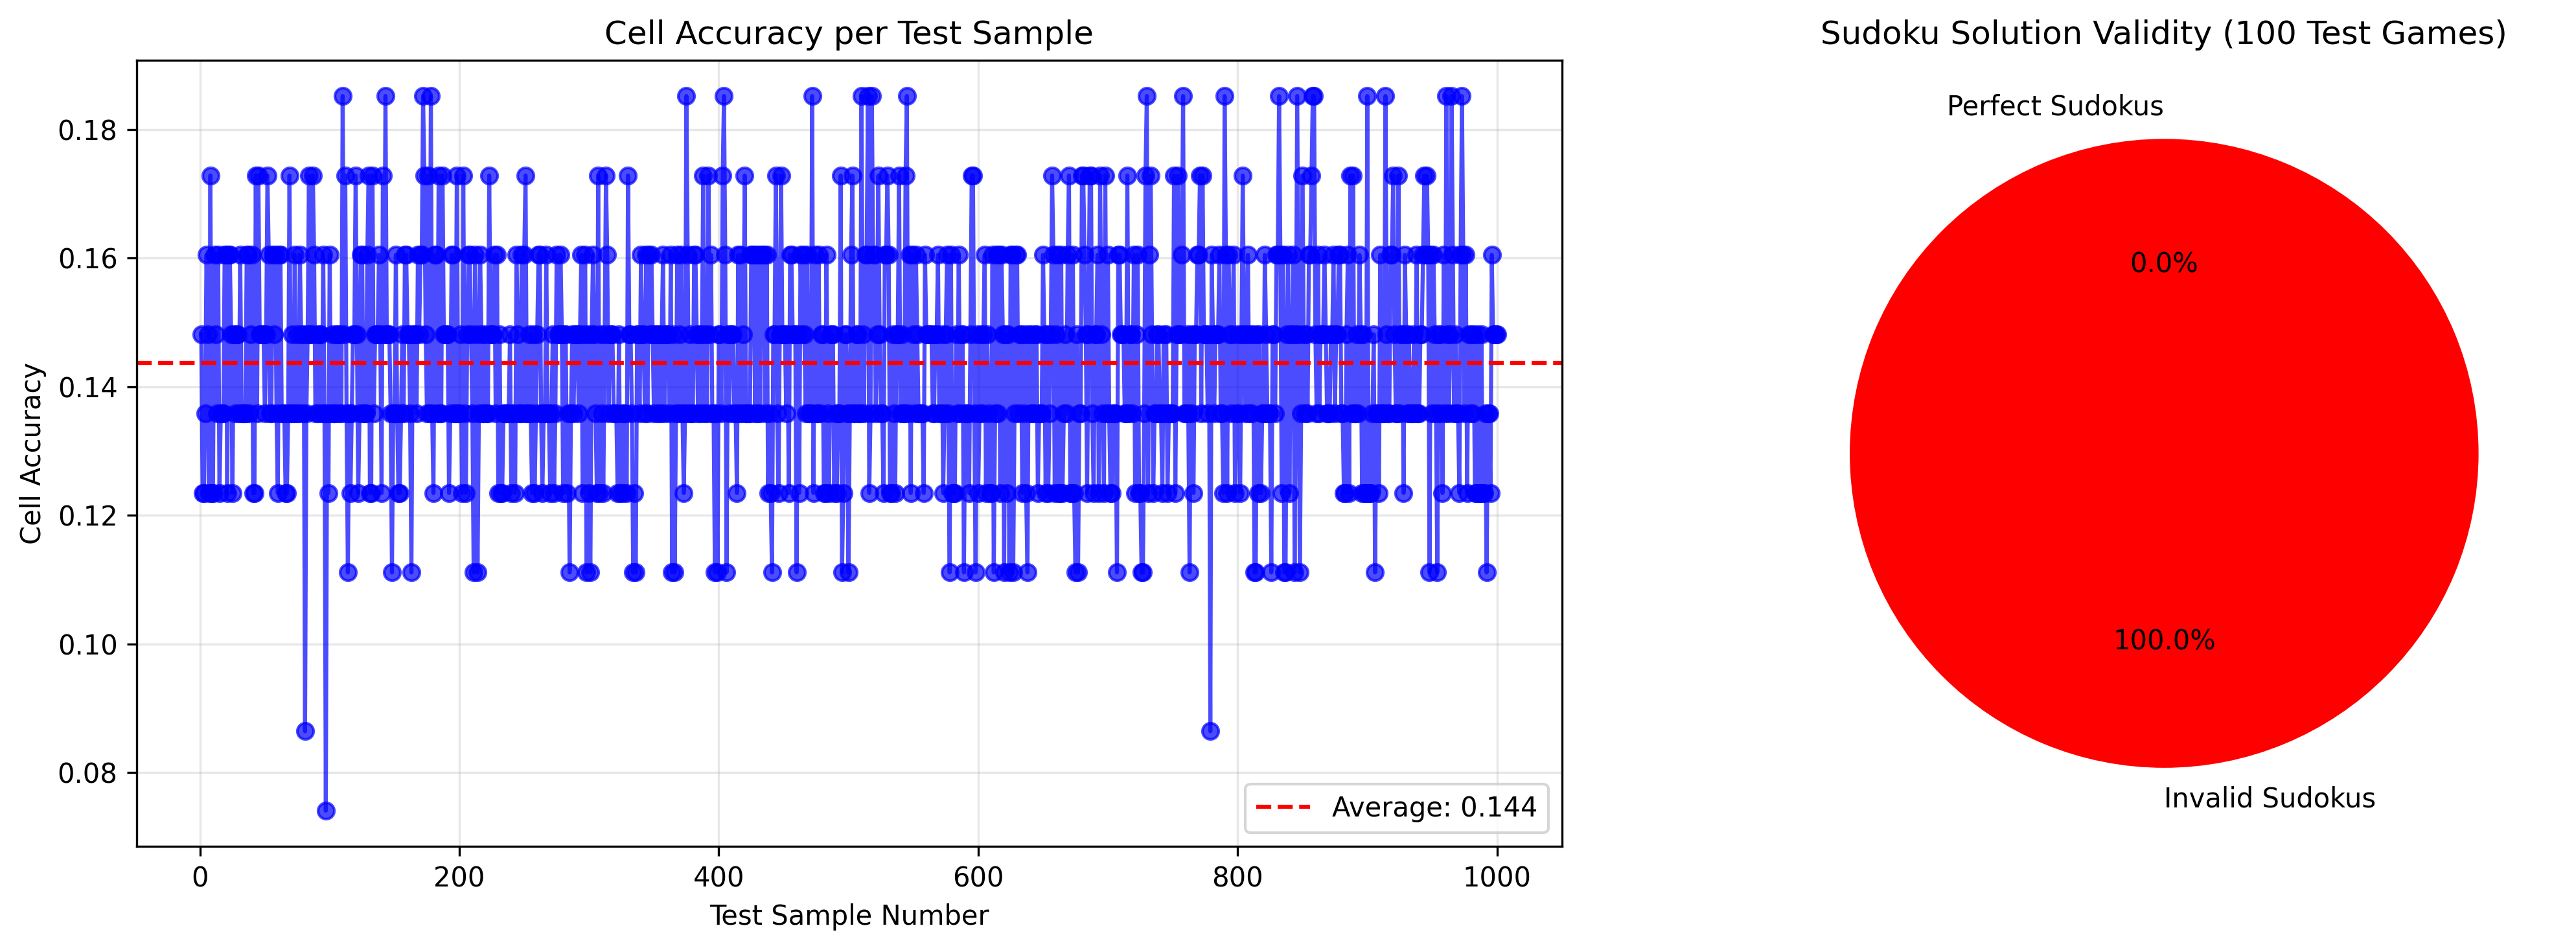 Cell Accuracy per Test Sample
Cell Accuracy
0.18
0.16
0.14
0.12
0.10
0.08
0
200
400
600
800
1000
Test Sample Number
Average: 0.144
Sudoku Solution Validity (100 Test Games)
Perfect Sudokus
0.0%
100.0%
Invalid Sudokus